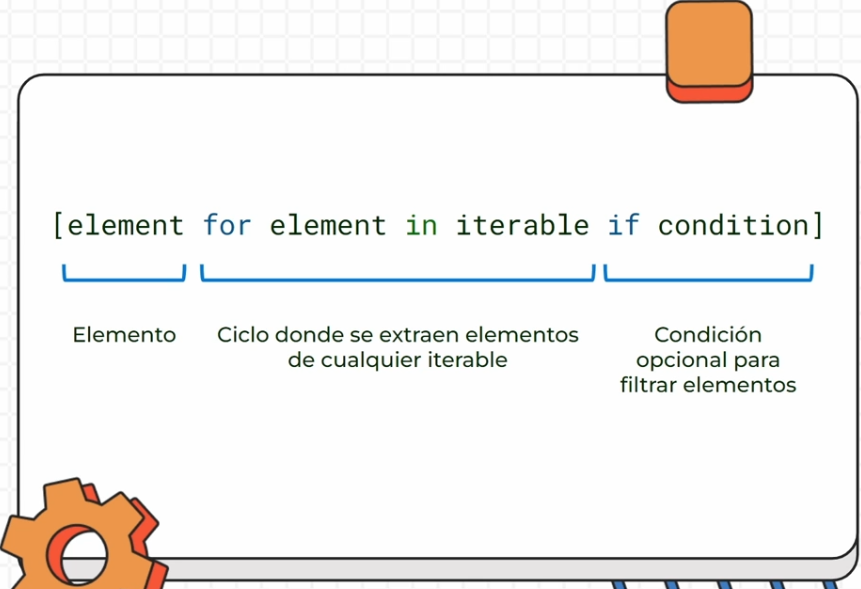 [element for element in iterable if condition]
Elemento
Ciclo donde se extraen elementos
de cualquier iterable
Condición
opcional para
filtrar elementos